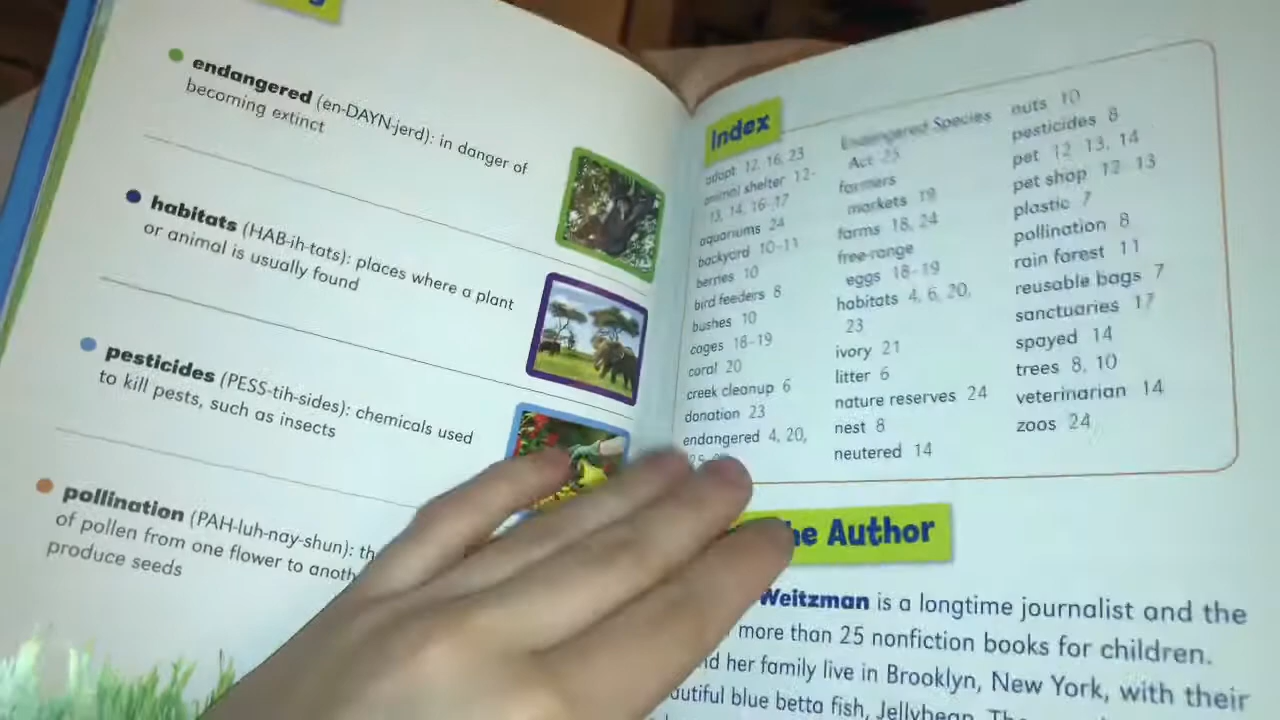 endangered (en-DAYN-jerd): in danger of
becoming extinct
habitats (HAB-ih-tats): places where a plant
or animal is usually found
pesticides (PESS-tih-sides): chemicals used
to kill pests, such as insects
pollination (PAH-luh-nay-shun): th
of pollen from one flower to anoth
produce seeds
Index
adopt 12, 16, 23
animal shelter 12-
13, 14, 16-17
aquariums 24
backyard 10-11
berries 10
bird feeders 8
bushes 10
cages 18-19
coral 20
creek cleanup 6
donation 23
endangered 4, 20,
Endangered Species
Act 25
farmers
markets 19
farms 18, 24
free-range
eggs 18-19
habitats 4, 6, 20,
23
ivory 21
litter 6
nature reserves 24
nest 8
neutered 14
nuts 10
pesticides 8
pet 12, 13, 14
pet shop 12, 13
plastic 7
pollination 8
rain forest 11
reusable bags 7
sanctuaries 17
spayed 14
trees 8, 10
veterinarian 14
zoos 24
he Author
Weitzman is a longtime journalist and the
more than 25 nonfiction books for children.
nd her family live in Brooklyn, New York, with their
utiful blue betta fish, Jellybean.